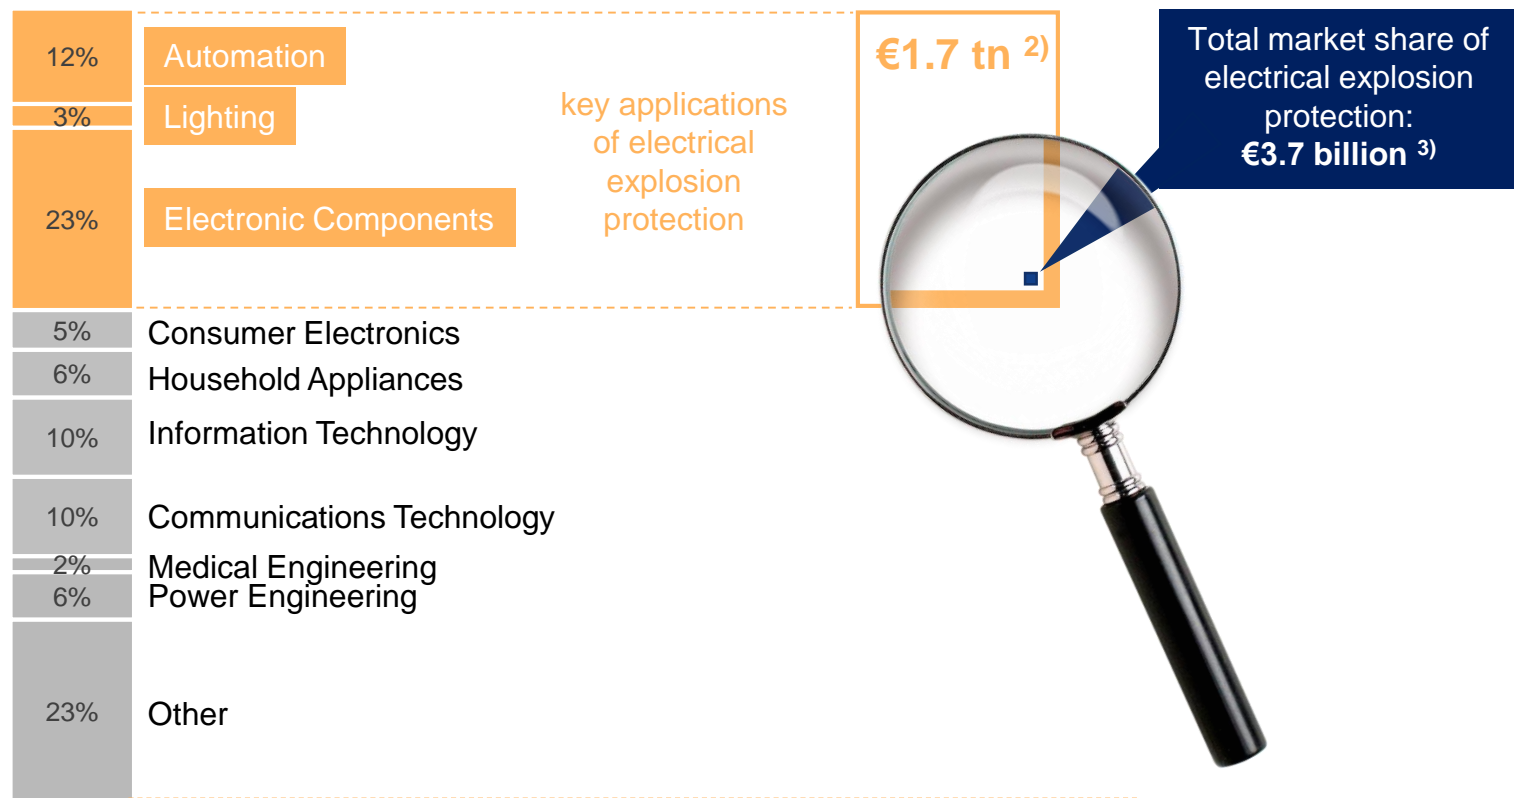 12%
Automation
3%
Lighting
23%
Electronic Components
key applications
of electrical
explosion
protection
€1.7 tn 2)
Total market share of
electrical explosion
protection:
€3.7 billion 3)
5%
Consumer Electronics
6%
Household Appliances
10%
Information Technology
10%
Communications Technology
2%
Medical Engineering
6%
Power Engineering
23%
Other